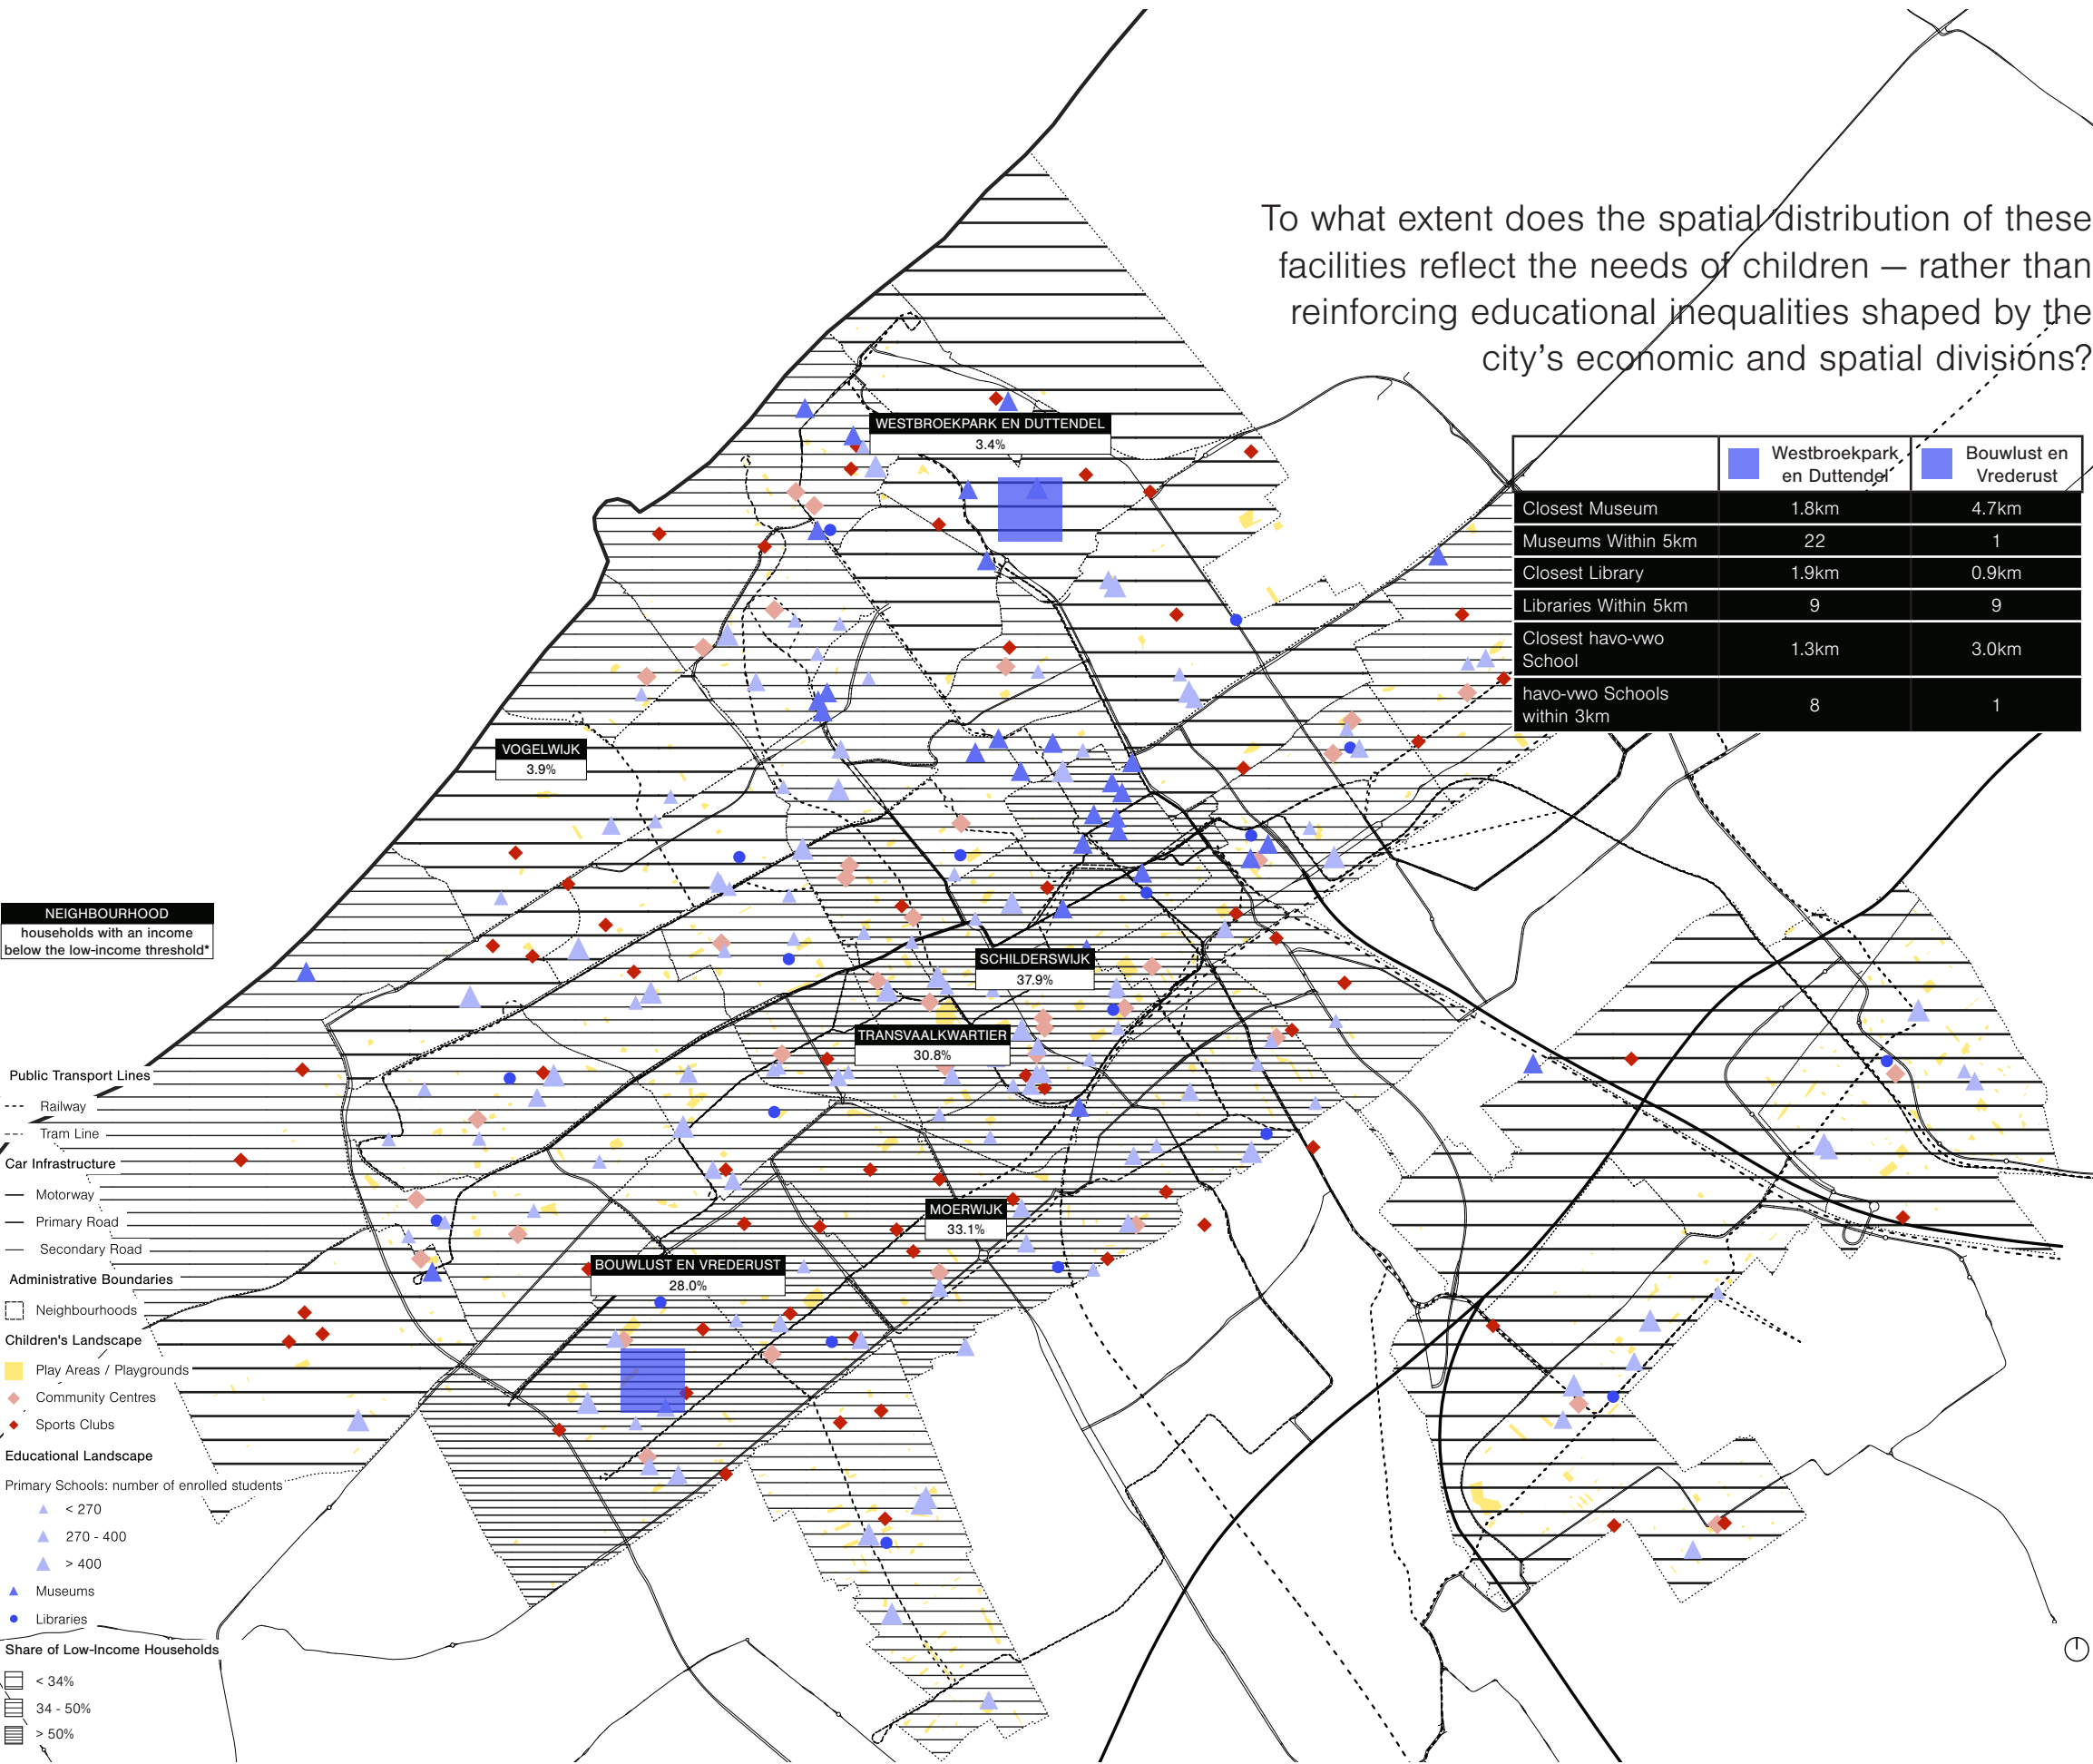 To what extent does the spatial distribution of these
facilities reflect the needs of children — rather than
reinforcing educational inequalities shaped by the
city’s economic and spatial divisions?
WESTBROEKPARK EN DUTTENDEL
3.4%
Westbroekpark
en Duttendel
Bouwlust en
Vrederust
Closest Museum 1.8km 4.7km
Museums Within 5km 22 1
Closest Library 1.9km 0.9km
Libraries Within 5km 9 9
Closest havo-vwo
School 1.3km 3.0km
havo-vwo Schools
within 3km 8 1
VOGELWIJK
3.9%
NEIGHBOURHOOD
households with an income
below the low-income threshold*
SCHILDERSWIJK
37.9%
TRANSVAALKWARTIER
30.8%
MOERWIJK
33.1%
BOUWLUST EN VREDERUST
28.0%
Public Transport Lines
Railway
Tram Line
Car Infrastructure
Motorway
Primary Road
Secondary Road
Administrative Boundaries
Neighbourhoods
Children's Landscape
Play Areas / Playgrounds
Community Centres
Sports Clubs
Educational Landscape
Primary Schools: number of enrolled students
< 270
270 - 400
> 400
Museums
Libraries
Share of Low-Income Households
< 34%
34 - 50%
> 50%